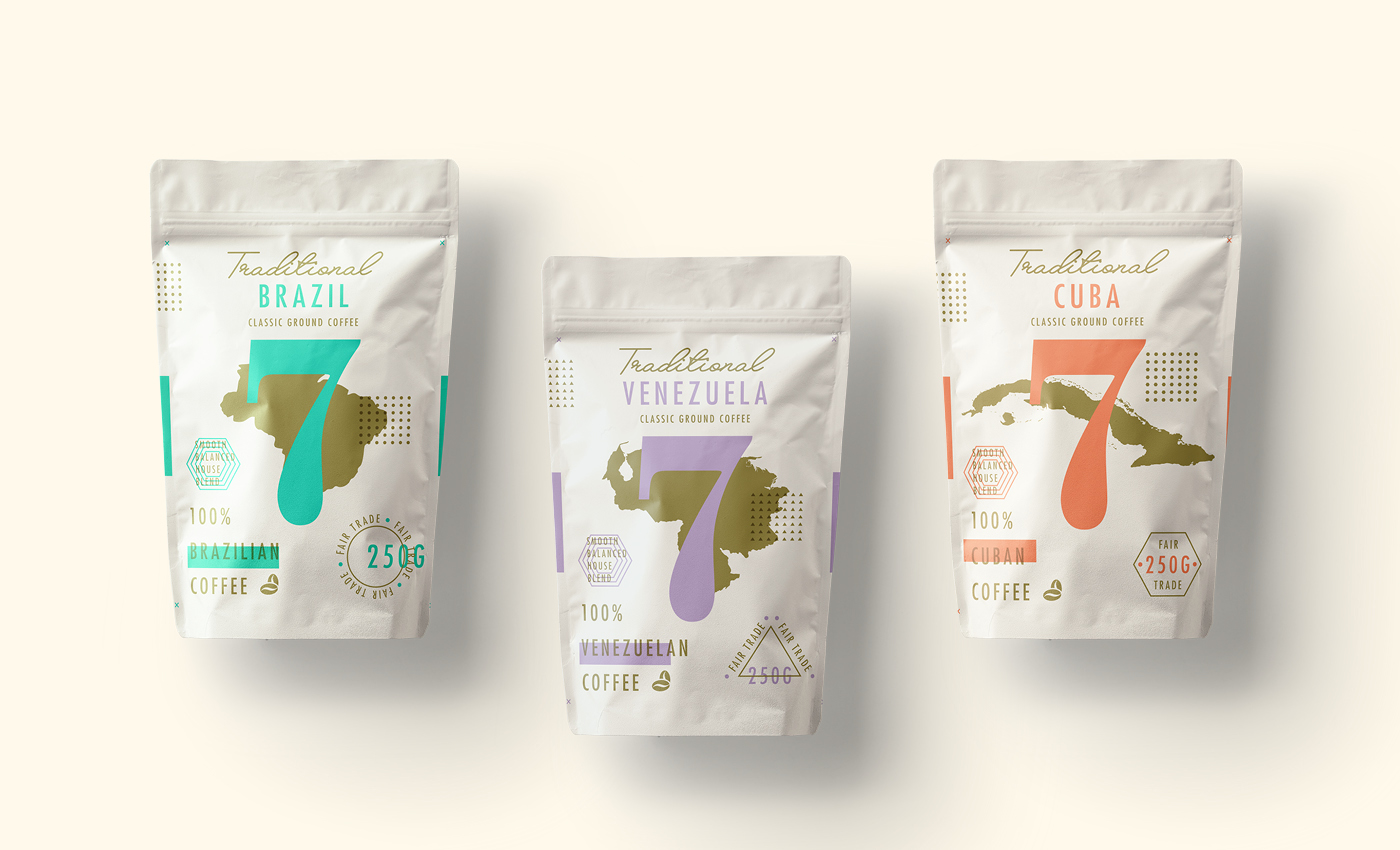 Traditional
BRAZIL
CLASSIC GROUND COFFEE
7
SMOOTH
BALANCED
HOUSE
BLEND
100%
BRAZILIAN
COFFEE
FAIR TRADE • FAIR TRADE • FAIR TRADE •
250G
Traditional
VENEZUELA
CLASSIC GROUND COFFEE
7
SMOOTH
BALANCED
HOUSE
BLEND
100%
VENEZUELAN
COFFEE
FAIR TRADE
FAIR TRADE
250G
Traditional
CUBA
CLASSIC GROUND COFFEE
7
SMOOTH
BALANCED
HOUSE
BLEND
100%
CUBAN
COFFEE
FAIR
250G
TRADE